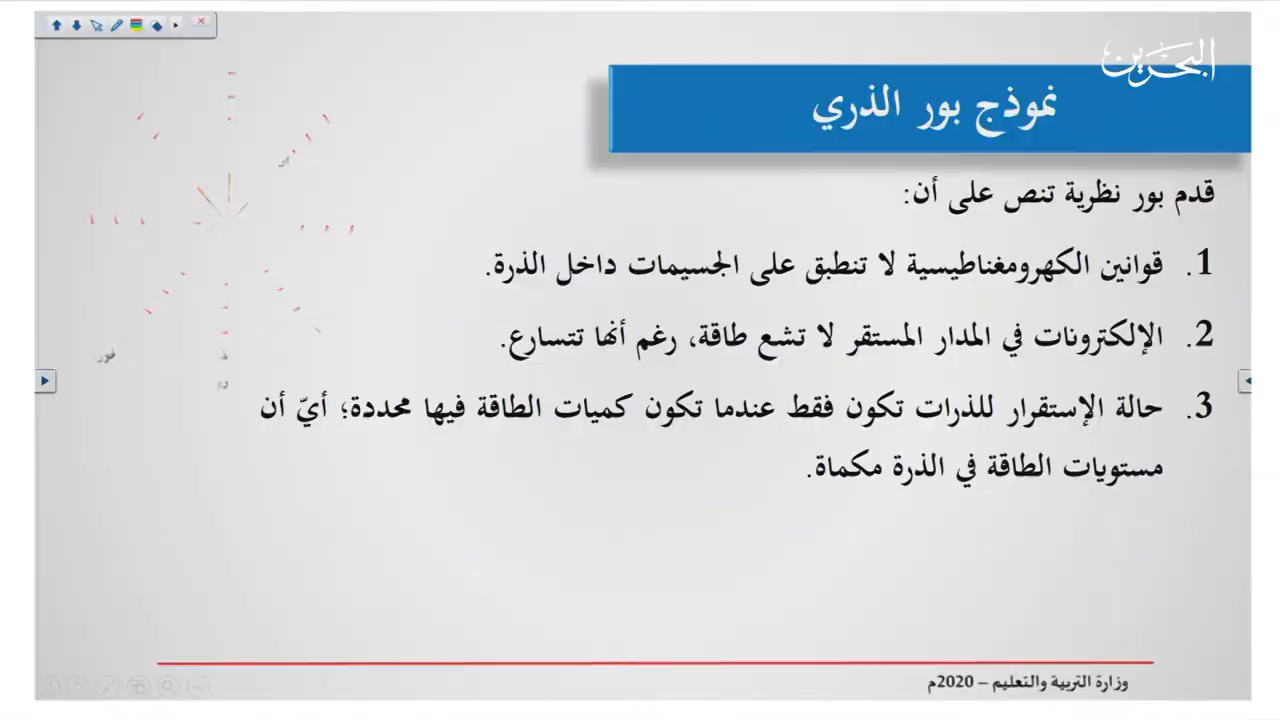 البحرين
نموذج بور الذري
قدم بور نظرية تنص على أن:
1. قوانين الكهرومغناطيسية لا تنطبق على الجسيمات داخل الذرة.
2. الإلكترونات في المدار المستقر لا تشع طاقة، رغم أنها تتسارع.
3. حالة الإستقرار للذرات تكون فقط عندما تكون كميات الطاقة فيها محددة؛ أيّ أن
مستويات الطاقة في الذرة مكماة.
وزارة التربية والتعليم – 2020م